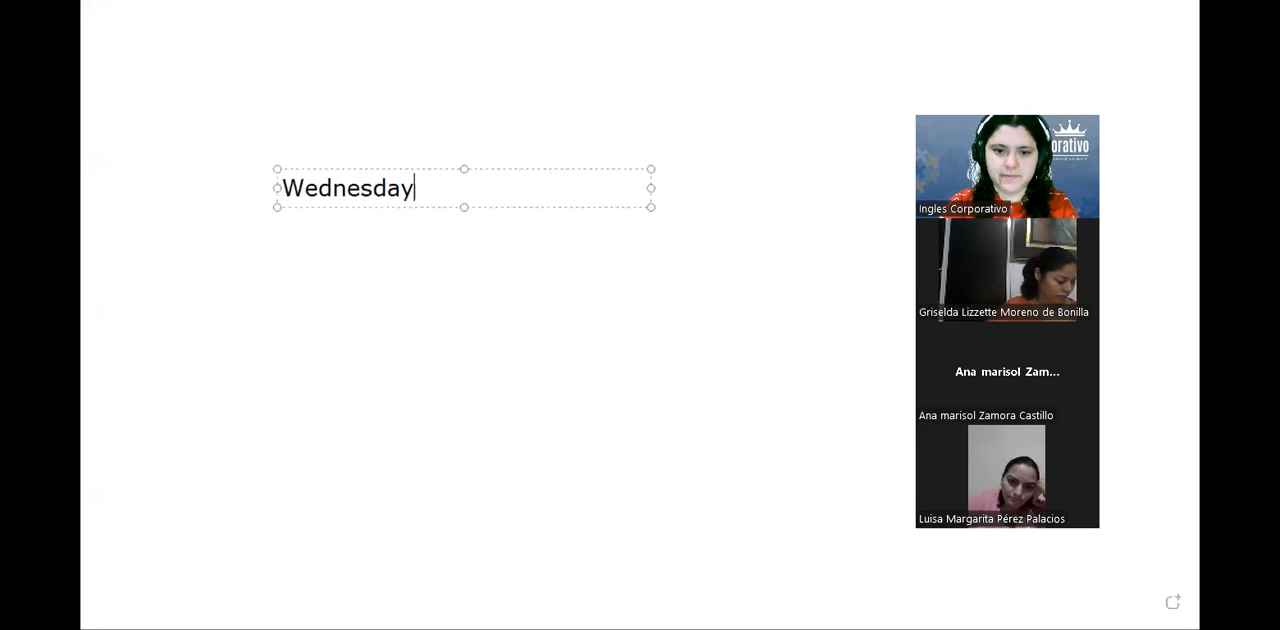 Wednesday
orativo
Ingles Corporativo
Griselda Lizzette Moreno de Bonilla
Ana marisol Zam...
Ana marisol Zamora Castillo
Luisa Margarita Pérez Palacios